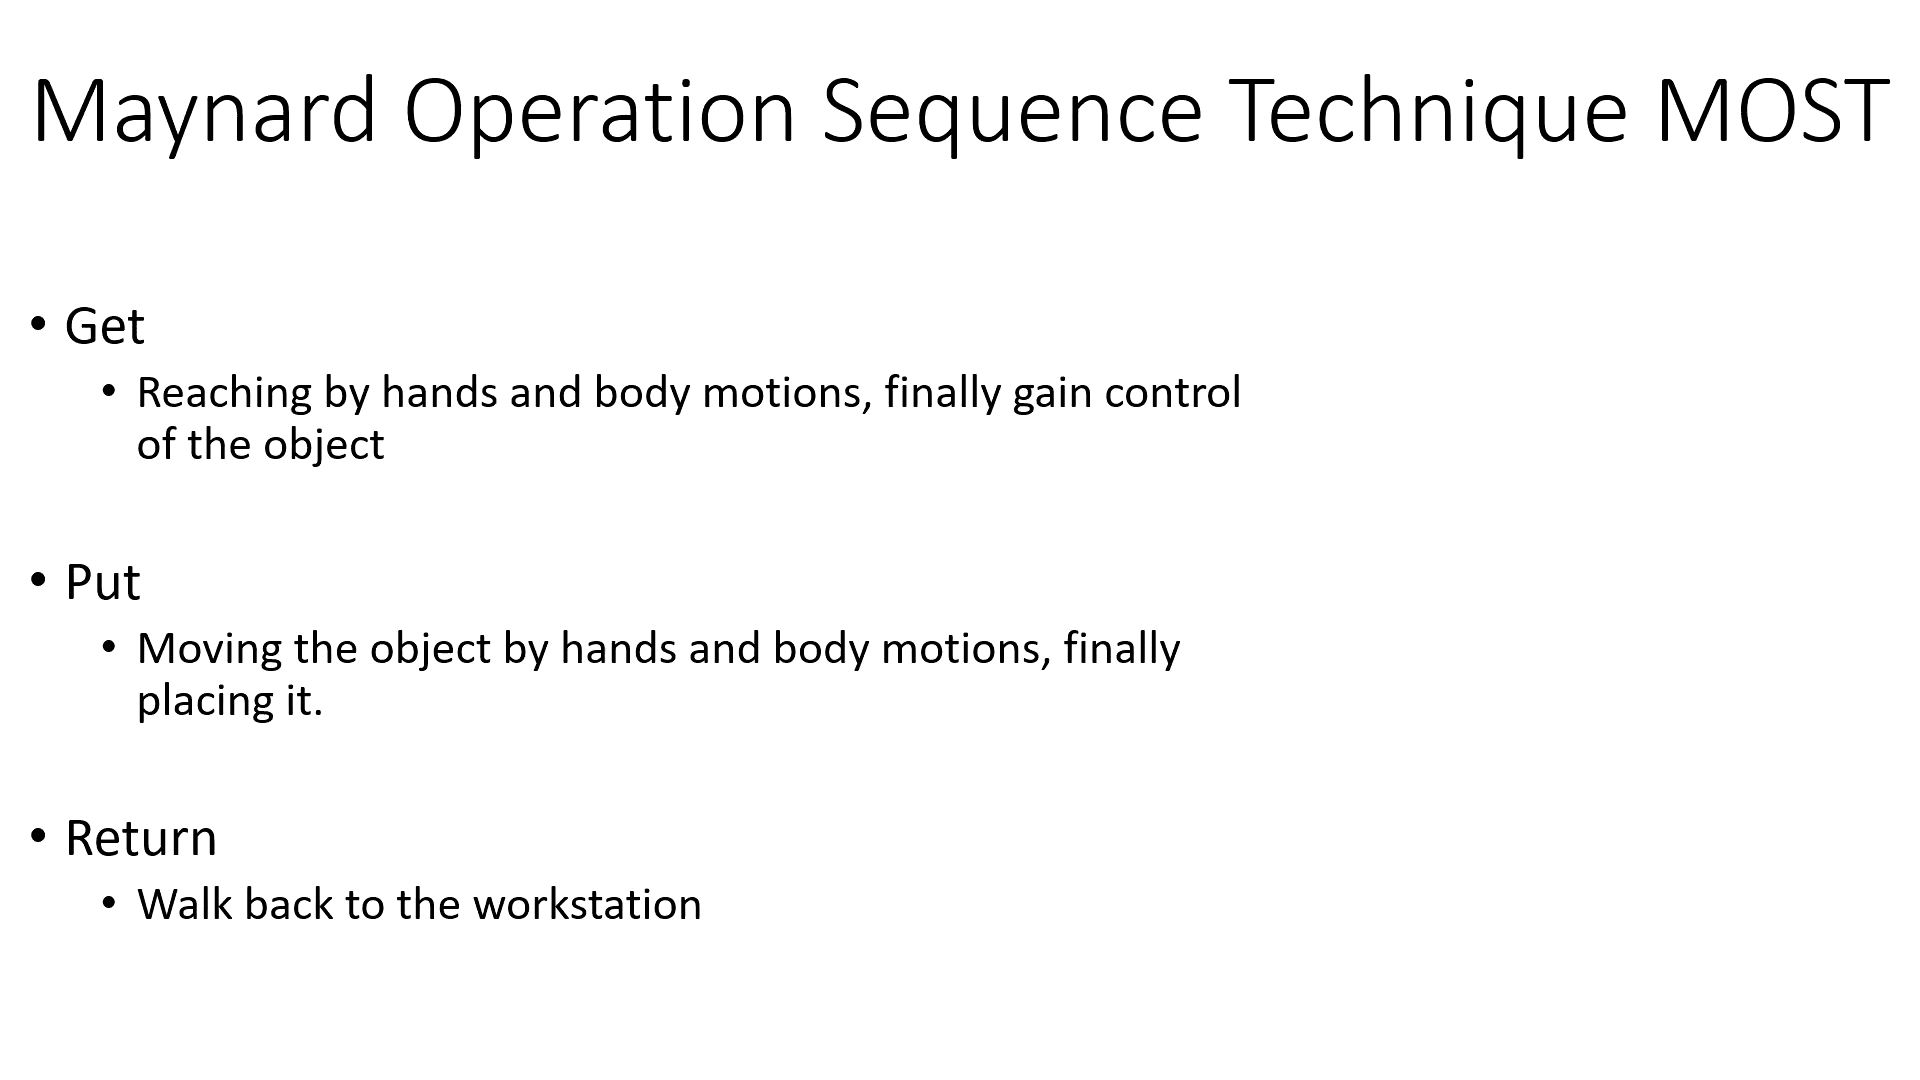 Maynard Operation Sequence Technique MOST
• Get
• Reaching by hands and body motions, finally gain control
of the object
• Put
• Moving the object by hands and body motions, finally
placing it.
• Return
• Walk back to the workstation